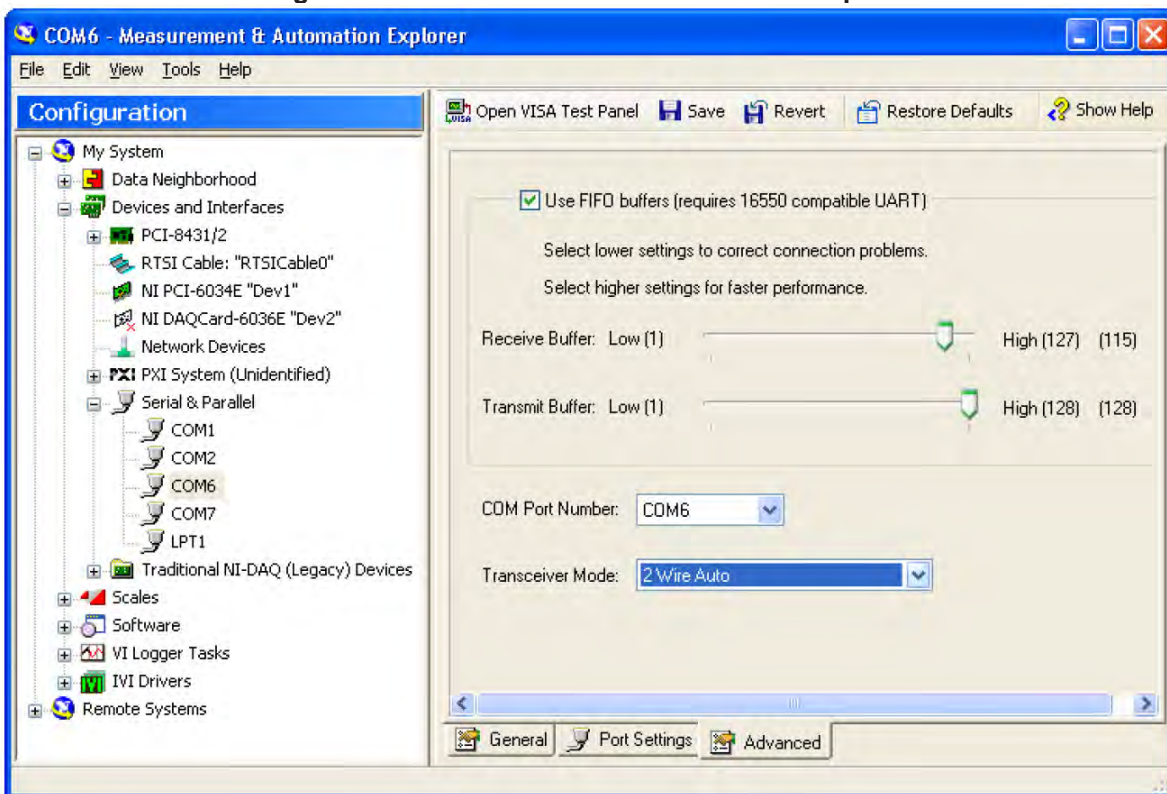 COM6 - Measurement & Automation Explorer
File Edit View Tools Help
Configuration
My System
Data Neighborhood
Devices and Interfaces
PCI-8431/2
RTSI Cable: "RTSICable0"
NI PCI-6034E "Dev1"
NI DAQCard-6036E "Dev2"
Network Devices
PXI PXI System (Unidentified)
Serial & Parallel
COM1
COM2
COM6
COM7
LPT1
Traditional NI-DAQ (Legacy) Devices
Scales
Software
VI Logger Tasks
IVI Drivers
Remote Systems
Open VISA Test Panel Save Revert Restore Defaults Show Help
Use FIFO buffers (requires 16550 compatible UART)
Select lower settings to correct connection problems.
Select higher settings for faster performance.
Receive Buffer: Low (1) High (127) (115)
Transmit Buffer: Low (1) High (128) (128)
COM Port Number: COM6
Transceiver Mode: 2 Wire Auto
General Port Settings Advanced